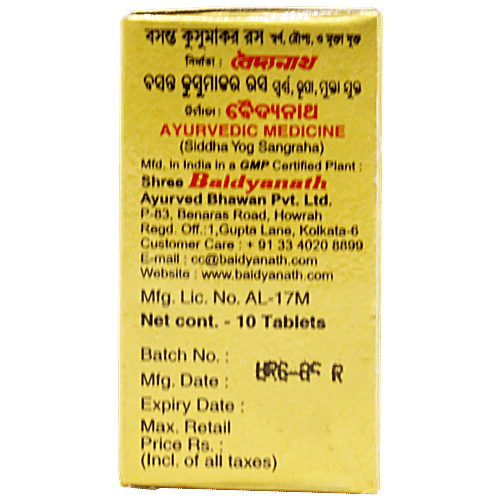 বসন্ত কুসুমাকর রস স্বর্ণ, রৌপ্য, ও মুক্তা যুক্ত
নির্মাতা : বৈদ্যনাথ
ବସନ୍ତ କୁସୁମାକର ରସ ସ୍ୱର୍ଣ୍ଣ, ରୂପା, ମୁକ୍ତା ଯୁକ୍ତ
ନିର୍ମାତା: ବୈଦ୍ୟନାଥ
AYURVEDIC MEDICINE
(Siddha Yog Sangraha)
Mfd. in India in a GMP Certified Plant :
Shree Baidyanath
Ayurved Bhawan Pvt. Ltd.
P-83, Benaras Road, Howrah
Regd. Off.:1,Gupta Lane, Kolkata-6
Customer Care : + 91 33 4020 8899
E-mail : cc@baidyanath.com
Website : www.baidyanath.com
Mfg. Lic. No. AL-17M
Net cont. - 10 Tablets
Batch No. :
Mfg. Date :
Expiry Date :
Max. Retail
Price Rs. :
(Incl. of all taxes)